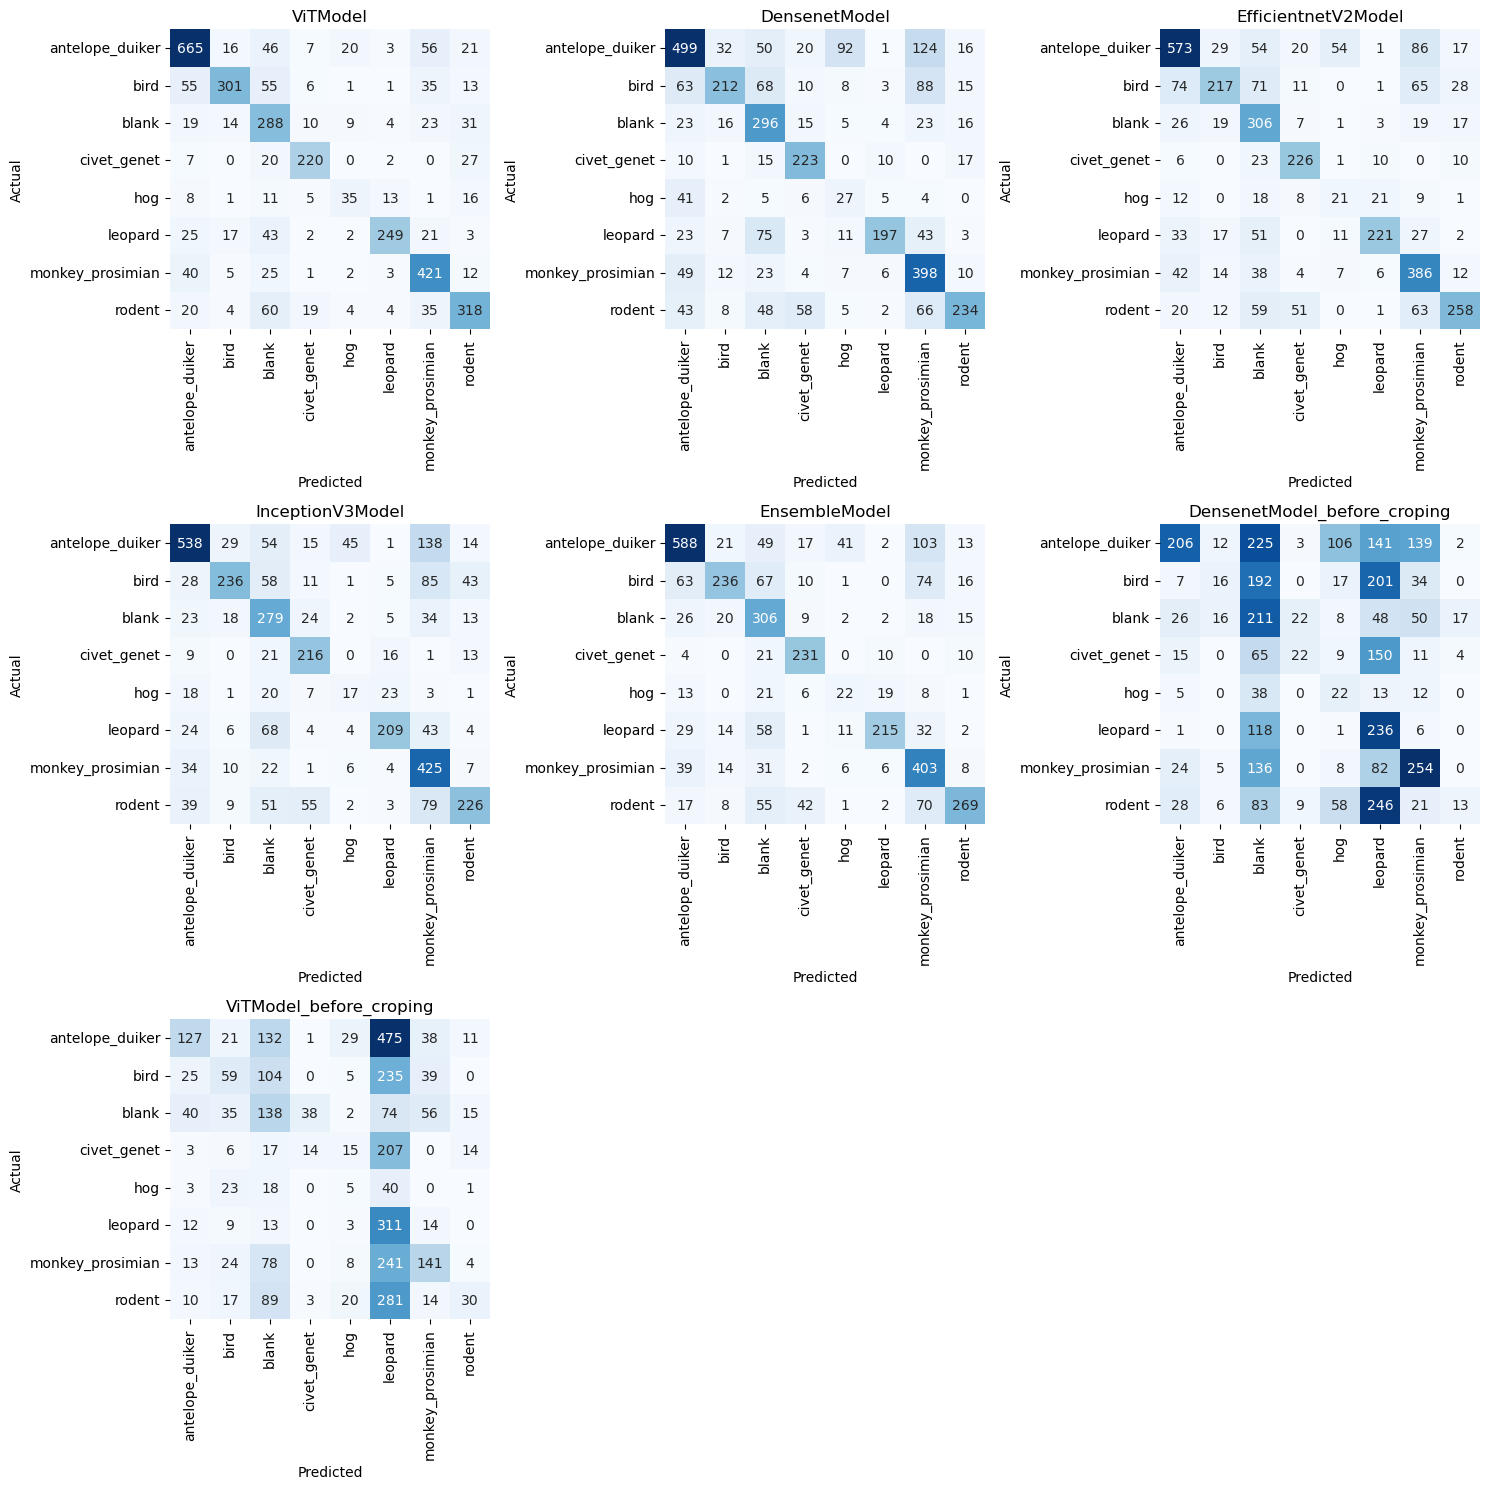 ViTModel
antelope_duiker 665 16 46 7 20 3 56 21
bird 55 301 55 6 1 1 35 13
blank 19 14 288 10 9 4 23 31
civet_genet 7 0 20 220 0 2 0 27
hog 8 1 11 5 35 13 1 16
leopard 25 17 43 2 2 249 21 3
monkey_prosimian 40 5 25 1 2 3 421 12
rodent 20 4 60 19 4 4 35 318
Actual
antelope_duiker bird blank civet_genet hog leopard monkey_prosimian rodent
Predicted
DensenetModel
antelope_duiker 499 32 50 20 92 1 124 16
bird 63 212 68 10 8 3 88 15
blank 23 16 296 15 5 4 23 16
civet_genet 10 1 15 223 0 10 0 17
hog 41 2 5 6 27 5 4 0
leopard 23 7 75 3 11 197 43 3
monkey_prosimian 49 12 23 4 7 6 398 10
rodent 43 8 48 58 5 2 66 234
Actual
antelope_duiker bird blank civet_genet hog leopard monkey_prosimian rodent
Predicted
EfficientnetV2Model
antelope_duiker 573 29 54 20 54 1 86 17
bird 74 217 71 11 0 1 65 28
blank 26 19 306 7 1 3 19 17
civet_genet 6 0 23 226 1 10 0 10
hog 12 0 18 8 21 21 9 1
leopard 33 17 51 0 11 221 27 2
monkey_prosimian 42 14 38 4 7 6 386 12
rodent 20 12 59 51 0 1 63 258
Actual
antelope_duiker bird blank civet_genet hog leopard monkey_prosimian rodent
Predicted
InceptionV3Model
antelope_duiker 538 29 54 15 45 1 138 14
bird 28 236 58 11 1 5 85 43
blank 23 18 279 24 2 5 34 13
civet_genet 9 0 21 216 0 16 1 13
hog 18 1 20 7 17 23 3 1
leopard 24 6 68 4 4 209 43 4
monkey_prosimian 34 10 22 1 6 4 425 7
rodent 39 9 51 55 2 3 79 226
Actual
antelope_duiker bird blank civet_genet hog leopard monkey_prosimian rodent
Predicted
EnsembleModel
antelope_duiker 588 21 49 17 41 2 103 13
bird 63 236 67 10 1 0 74 16
blank 26 20 306 9 2 2 18 15
civet_genet 4 0 21 231 0 10 0 10
hog 13 0 21 6 22 19 8 1
leopard 29 14 58 1 11 215 32 2
monkey_prosimian 39 14 31 2 6 6 403 8
rodent 17 8 55 42 1 2 70 269
Actual
antelope_duiker bird blank civet_genet hog leopard monkey_prosimian rodent
Predicted
DensenetModel_before_croping
antelope_duiker 206 12 225 3 106 141 139 2
bird 7 16 192 0 17 201 34 0
blank 26 16 211 22 8 48 50 17
civet_genet 15 0 65 22 9 150 11 4
hog 5 0 38 0 22 13 12 0
leopard 1 0 118 0 1 236 6 0
monkey_prosimian 24 5 136 0 8 82 254 0
rodent 28 6 83 9 58 246 21 13
Actual
antelope_duiker bird blank civet_genet hog leopard monkey_prosimian rodent
Predicted
ViTModel_before_croping
antelope_duiker 127 21 132 1 29 475 38 11
bird 25 59 104 0 5 235 39 0
blank 40 35 138 38 2 74 56 15
civet_genet 3 6 17 14 15 207 0 14
hog 3 23 18 0 5 40 0 1
leopard 12 9 13 0 3 311 14 0
monkey_prosimian 13 24 78 0 8 241 141 4
rodent 10 17 89 3 20 281 14 30
Actual
antelope_duiker bird blank civet_genet hog leopard monkey_prosimian rodent
Predicted